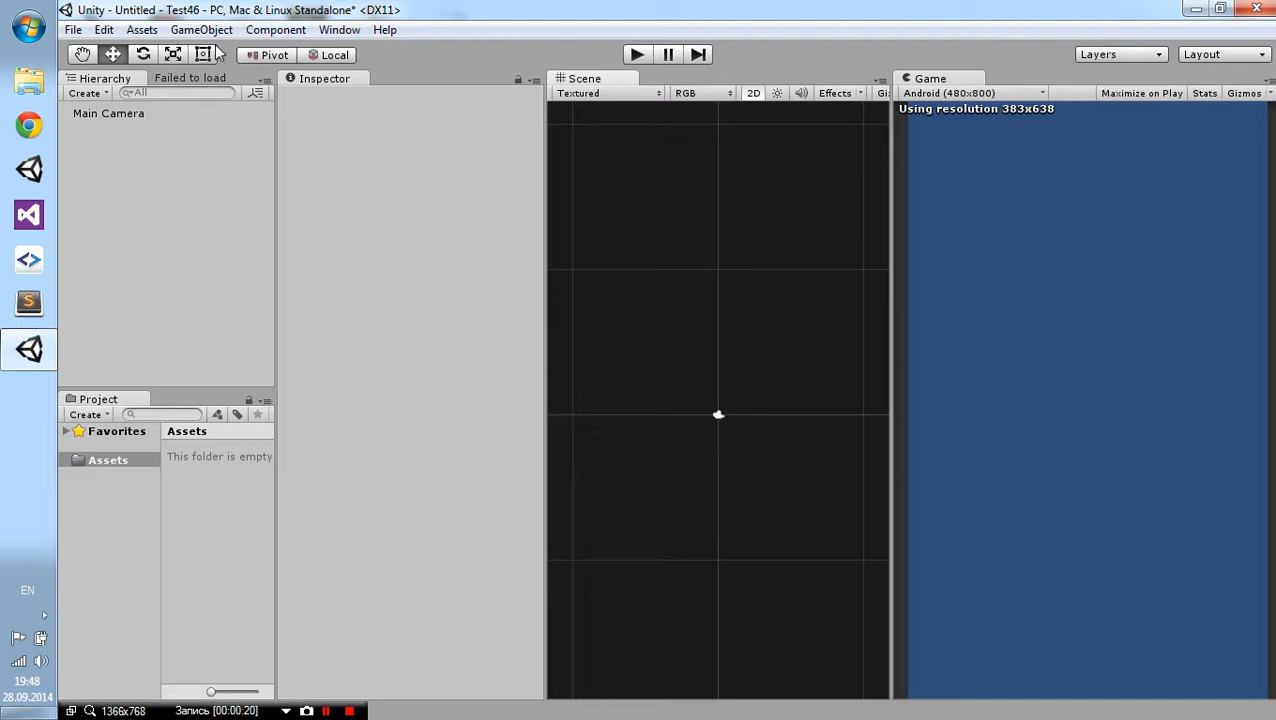 Unity - Untitled - Test46 - PC, Mac & Linux Standalone* <DX11>
File Edit Assets GameObject Component Window Help
Pivot Local Layers Layout
Hierarchy Failed to load Inspector Scene Game
Create All Textured RGB 2D Effects Gi Android (480x800) Maximize on Play Stats Gizmos
Main Camera
Using resolution 383x638
Project
Create
Favorites
Assets
Assets
This folder is empty
EN
19:48
28.09.2014
1366x768 Запись [00:00:20]